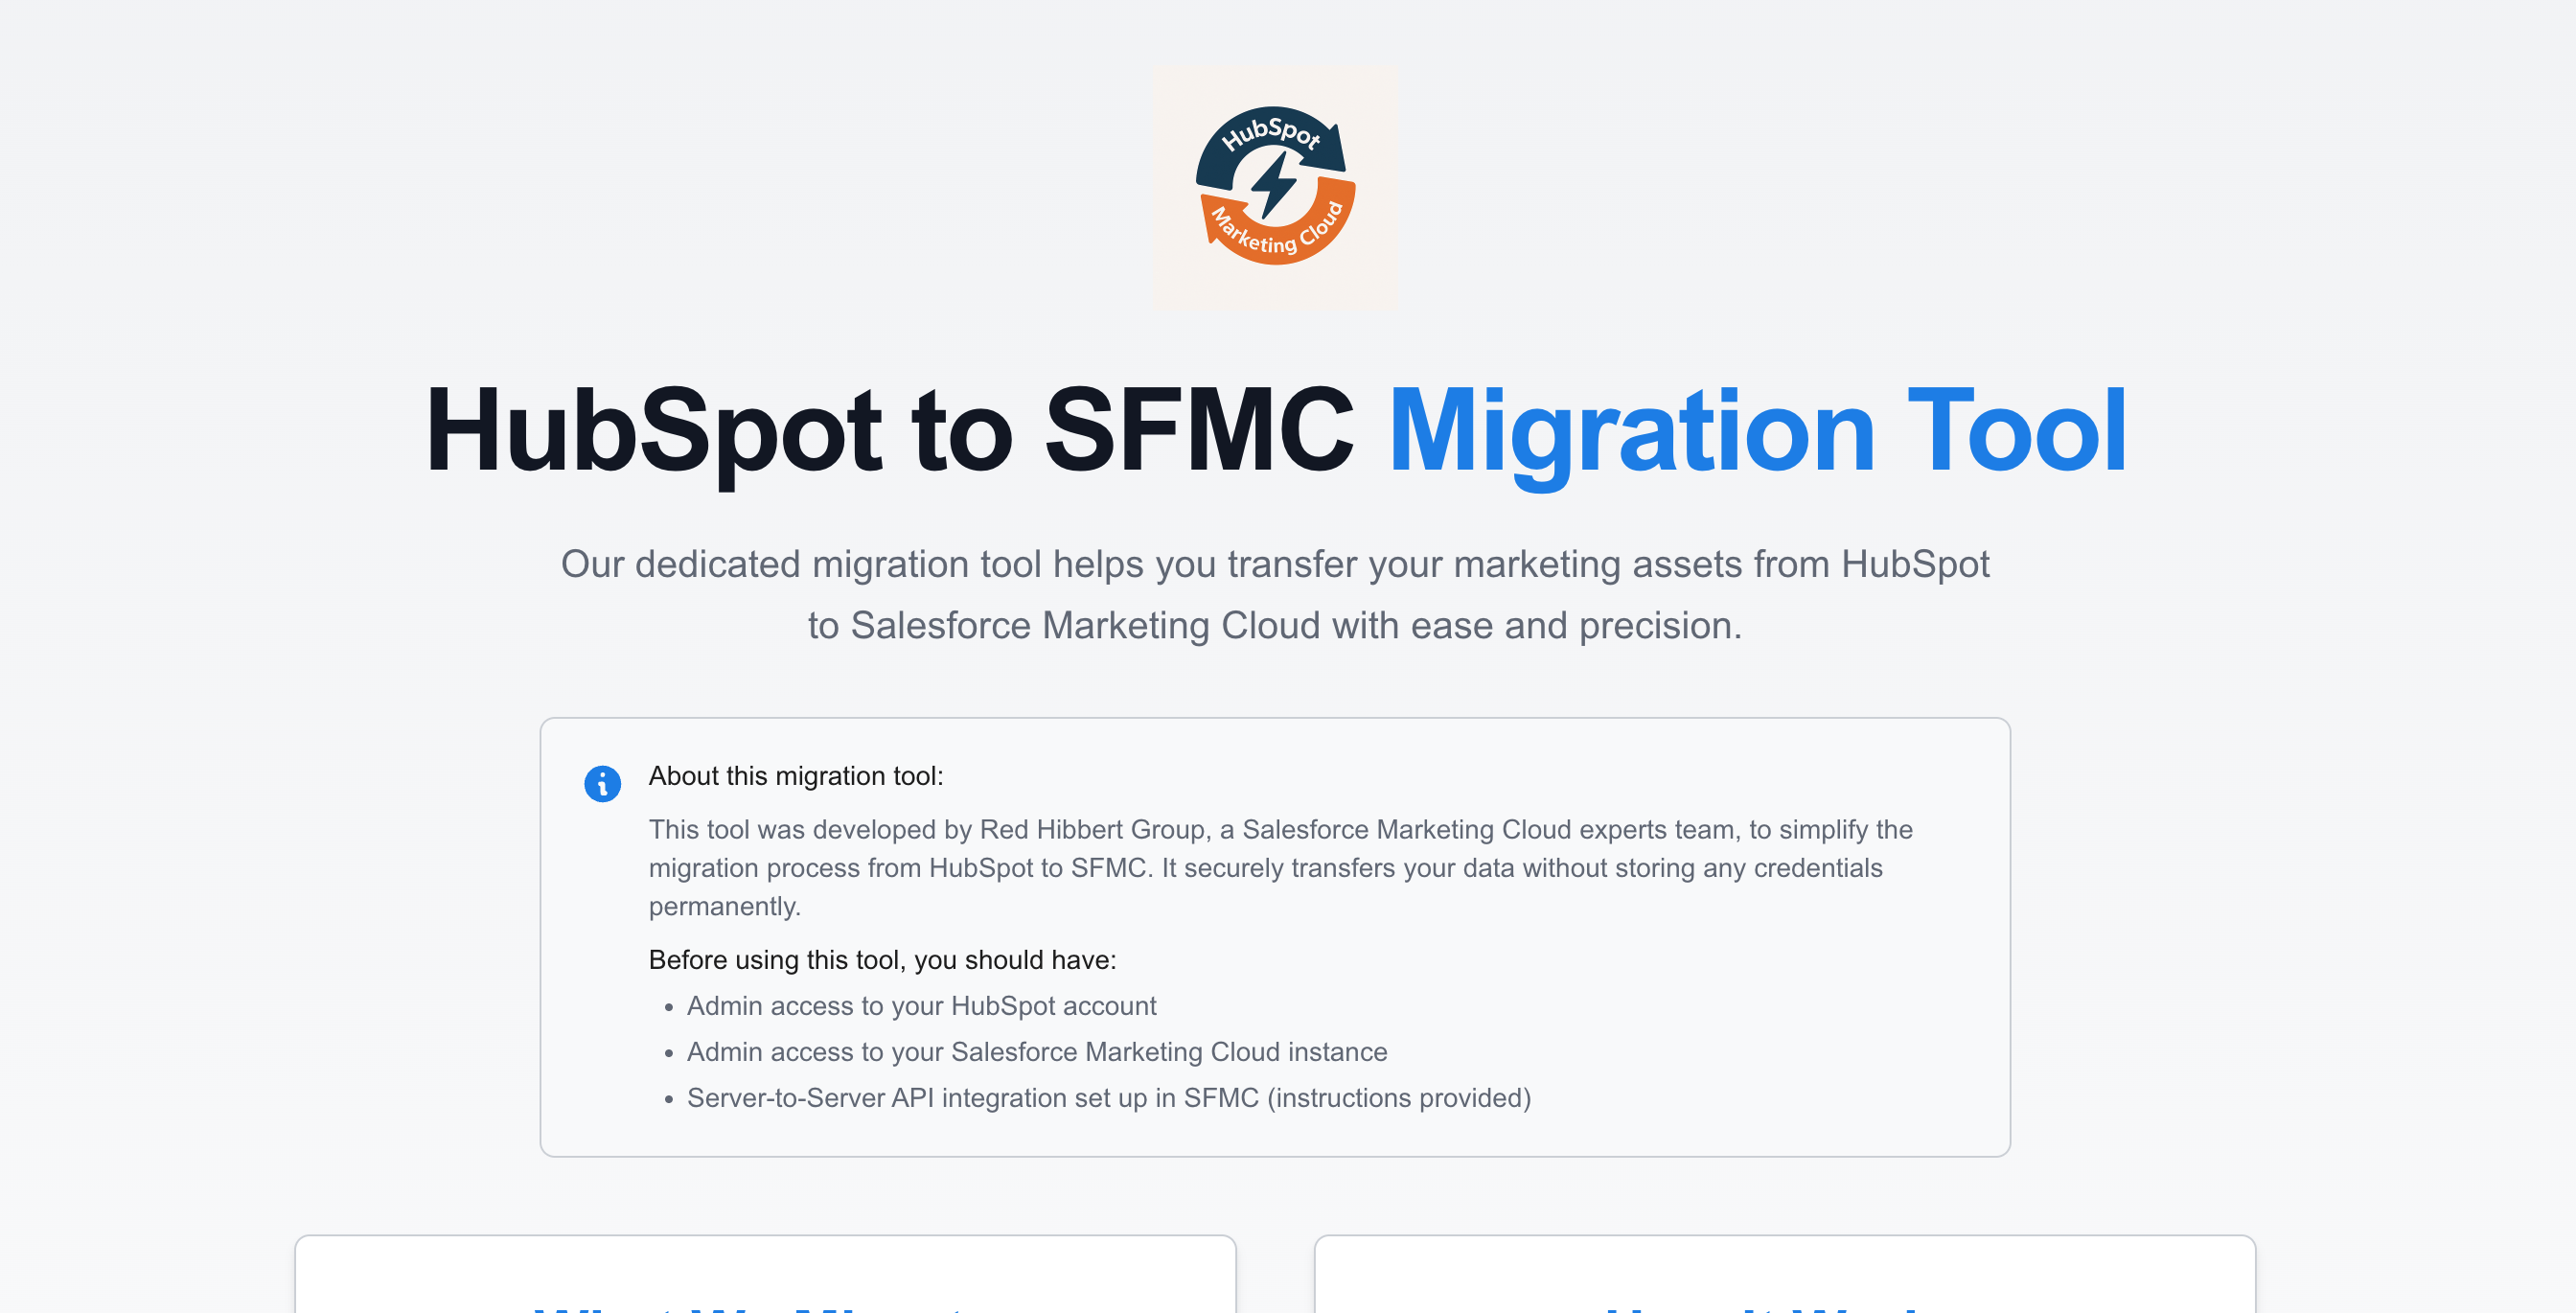 HubSpot
Marketing Cloud
HubSpot to SFMC Migration Tool
Our dedicated migration tool helps you transfer your marketing assets from HubSpot
to Salesforce Marketing Cloud with ease and precision.
About this migration tool:
This tool was developed by Red Hibbert Group, a Salesforce Marketing Cloud experts team, to simplify the
migration process from HubSpot to SFMC. It securely transfers your data without storing any credentials
permanently.
Before using this tool, you should have:
• Admin access to your HubSpot account
• Admin access to your Salesforce Marketing Cloud instance
• Server-to-Server API integration set up in SFMC (instructions provided)